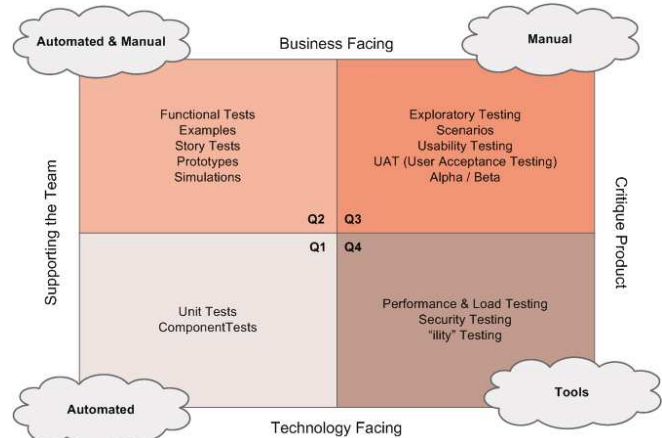 Automated & Manual
Business Facing
Manual
Functional Tests
Examples
Story Tests
Prototypes
Simulations
Exploratory Testing
Scenarios
Usability Testing
UAT (User Acceptance Testing)
Alpha / Beta
Supporting the Team
Critique Product
Q2
Q3
Q1
Q4
Unit Tests
ComponentTests
Performance & Load Testing
Security Testing
“ility” Testing
Automated
Technology Facing
Tools